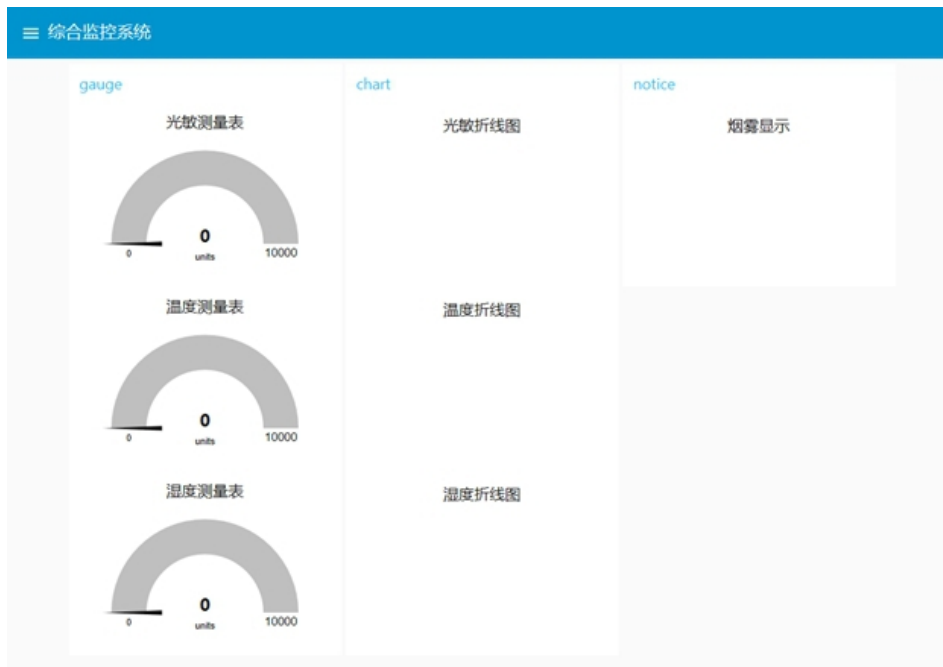 综合监控系统
gauge
光敏测量表
0
units
0
10000
温度测量表
0
units
0
10000
湿度测量表
0
units
0
10000
chart
光敏折线图
温度折线图
湿度折线图
notice
烟雾显示